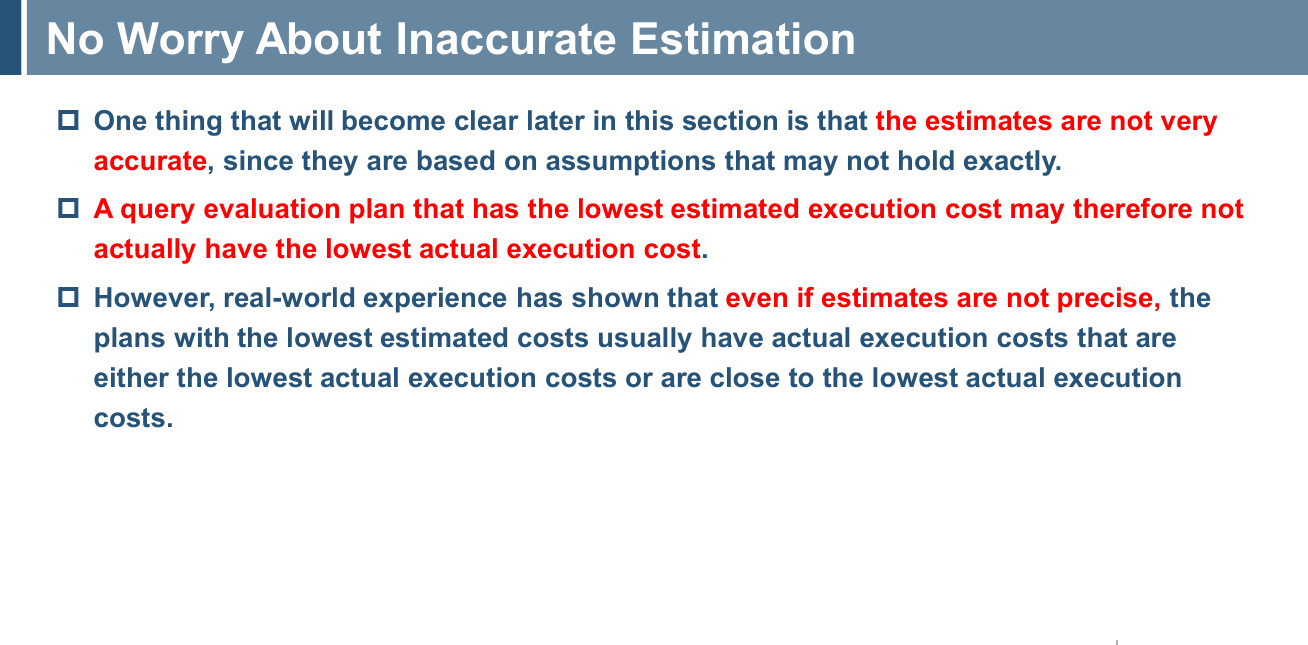 No Worry About Inaccurate Estimation
One thing that will become clear later in this section is that the estimates are not very
accurate, since they are based on assumptions that may not hold exactly.
A query evaluation plan that has the lowest estimated execution cost may therefore not
actually have the lowest actual execution cost.
However, real-world experience has shown that even if estimates are not precise, the
plans with the lowest estimated costs usually have actual execution costs that are
either the lowest actual execution costs or are close to the lowest actual execution
costs.